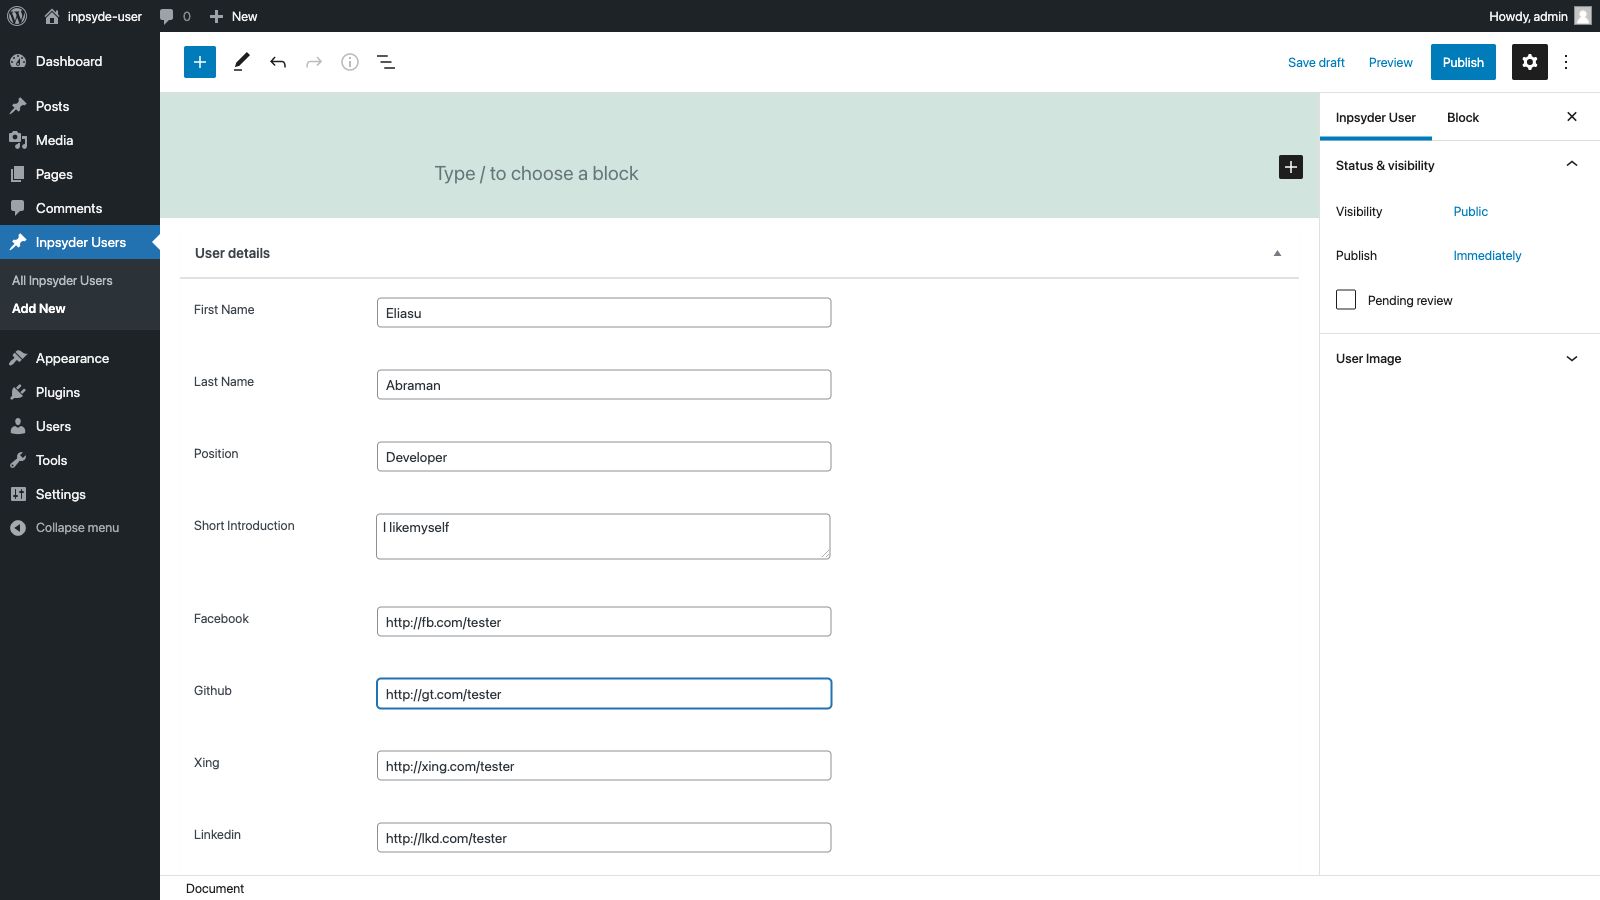 inpsyde-user 0 New Howdy, admin
Dashboard
Posts
Media
Pages
Comments
Inpsyder Users
All Inpsyder Users
Add New
Appearance
Plugins
Users
Tools
Settings
Collapse menu
Save draft Preview Publish
Type / to choose a block
User details
First Name Eliasu
Last Name Abraman
Position Developer
Short Introduction I likemyself
Facebook http://fb.com/tester
Github http://gt.com/tester
Xing http://xing.com/tester
Linkedin http://lkd.com/tester
Document
Inpsyder User Block
Status & visibility
Visibility Public
Publish Immediately
Pending review
User Image